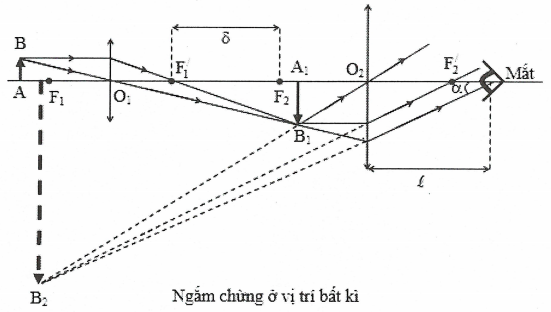 δ
B
F₁'
A₁
O₂
F₂'
Mắt
A
F₁
O₁
F₂
α
B₁
ℓ
B₂
Ngắm chừng ở vị trí bất kì